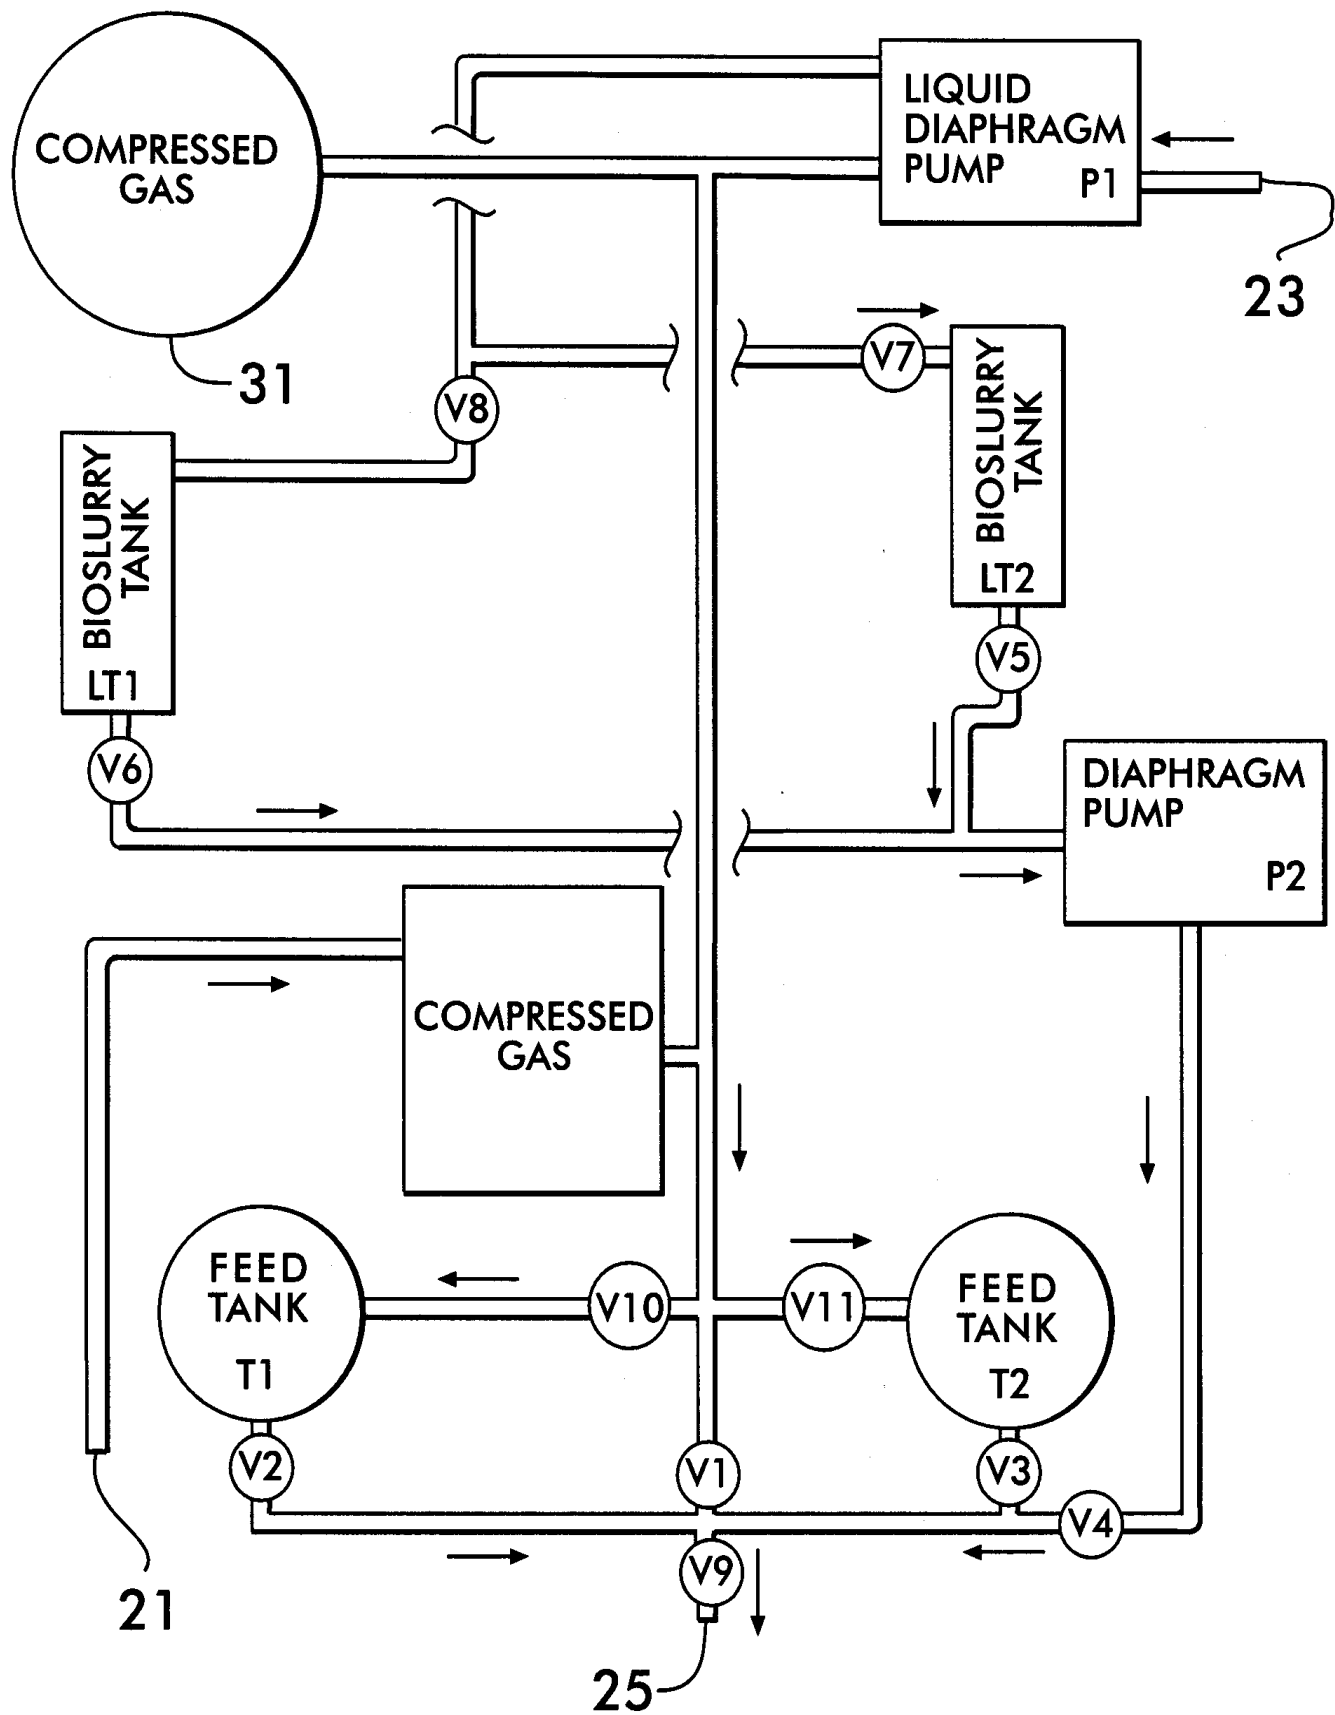 COMPRESSED
GAS
LIQUID
DIAPHRAGM
PUMP
P1
23
31
V7
V8
BIOSLURRY
TANK
LT2
BIOSLURRY
TANK
LT1
V5
V6
DIAPHRAGM
PUMP
P2
COMPRESSED
GAS
FEED
TANK
T1
V10
V11
FEED
TANK
T2
V2
V1
V3
V4
V9
21
25